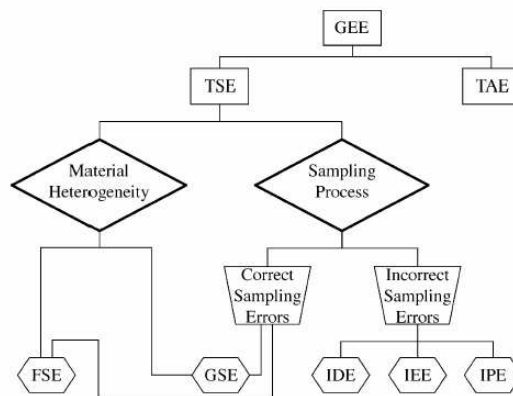 GEE
TSE
TAE
Material
Heterogeneity
Sampling
Process
Correct
Sampling
Errors
Incorrect
Sampling
Errors
FSE
GSE
IDE
IEE
IPE